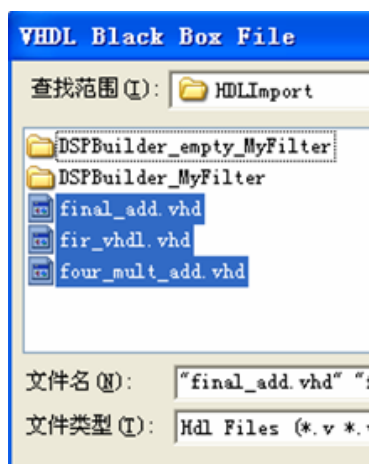 VHDL Black Box File
查找范围(I): HDLImport
DSPBuilder_empty_MyFilter
DSPBuilder_MyFilter
final_add.vhd
fir_vhdl.vhd
four_mult_add.vhd
文件名(N): "final_add.vhd"
文件类型(T): Hdl Files (*.v *.